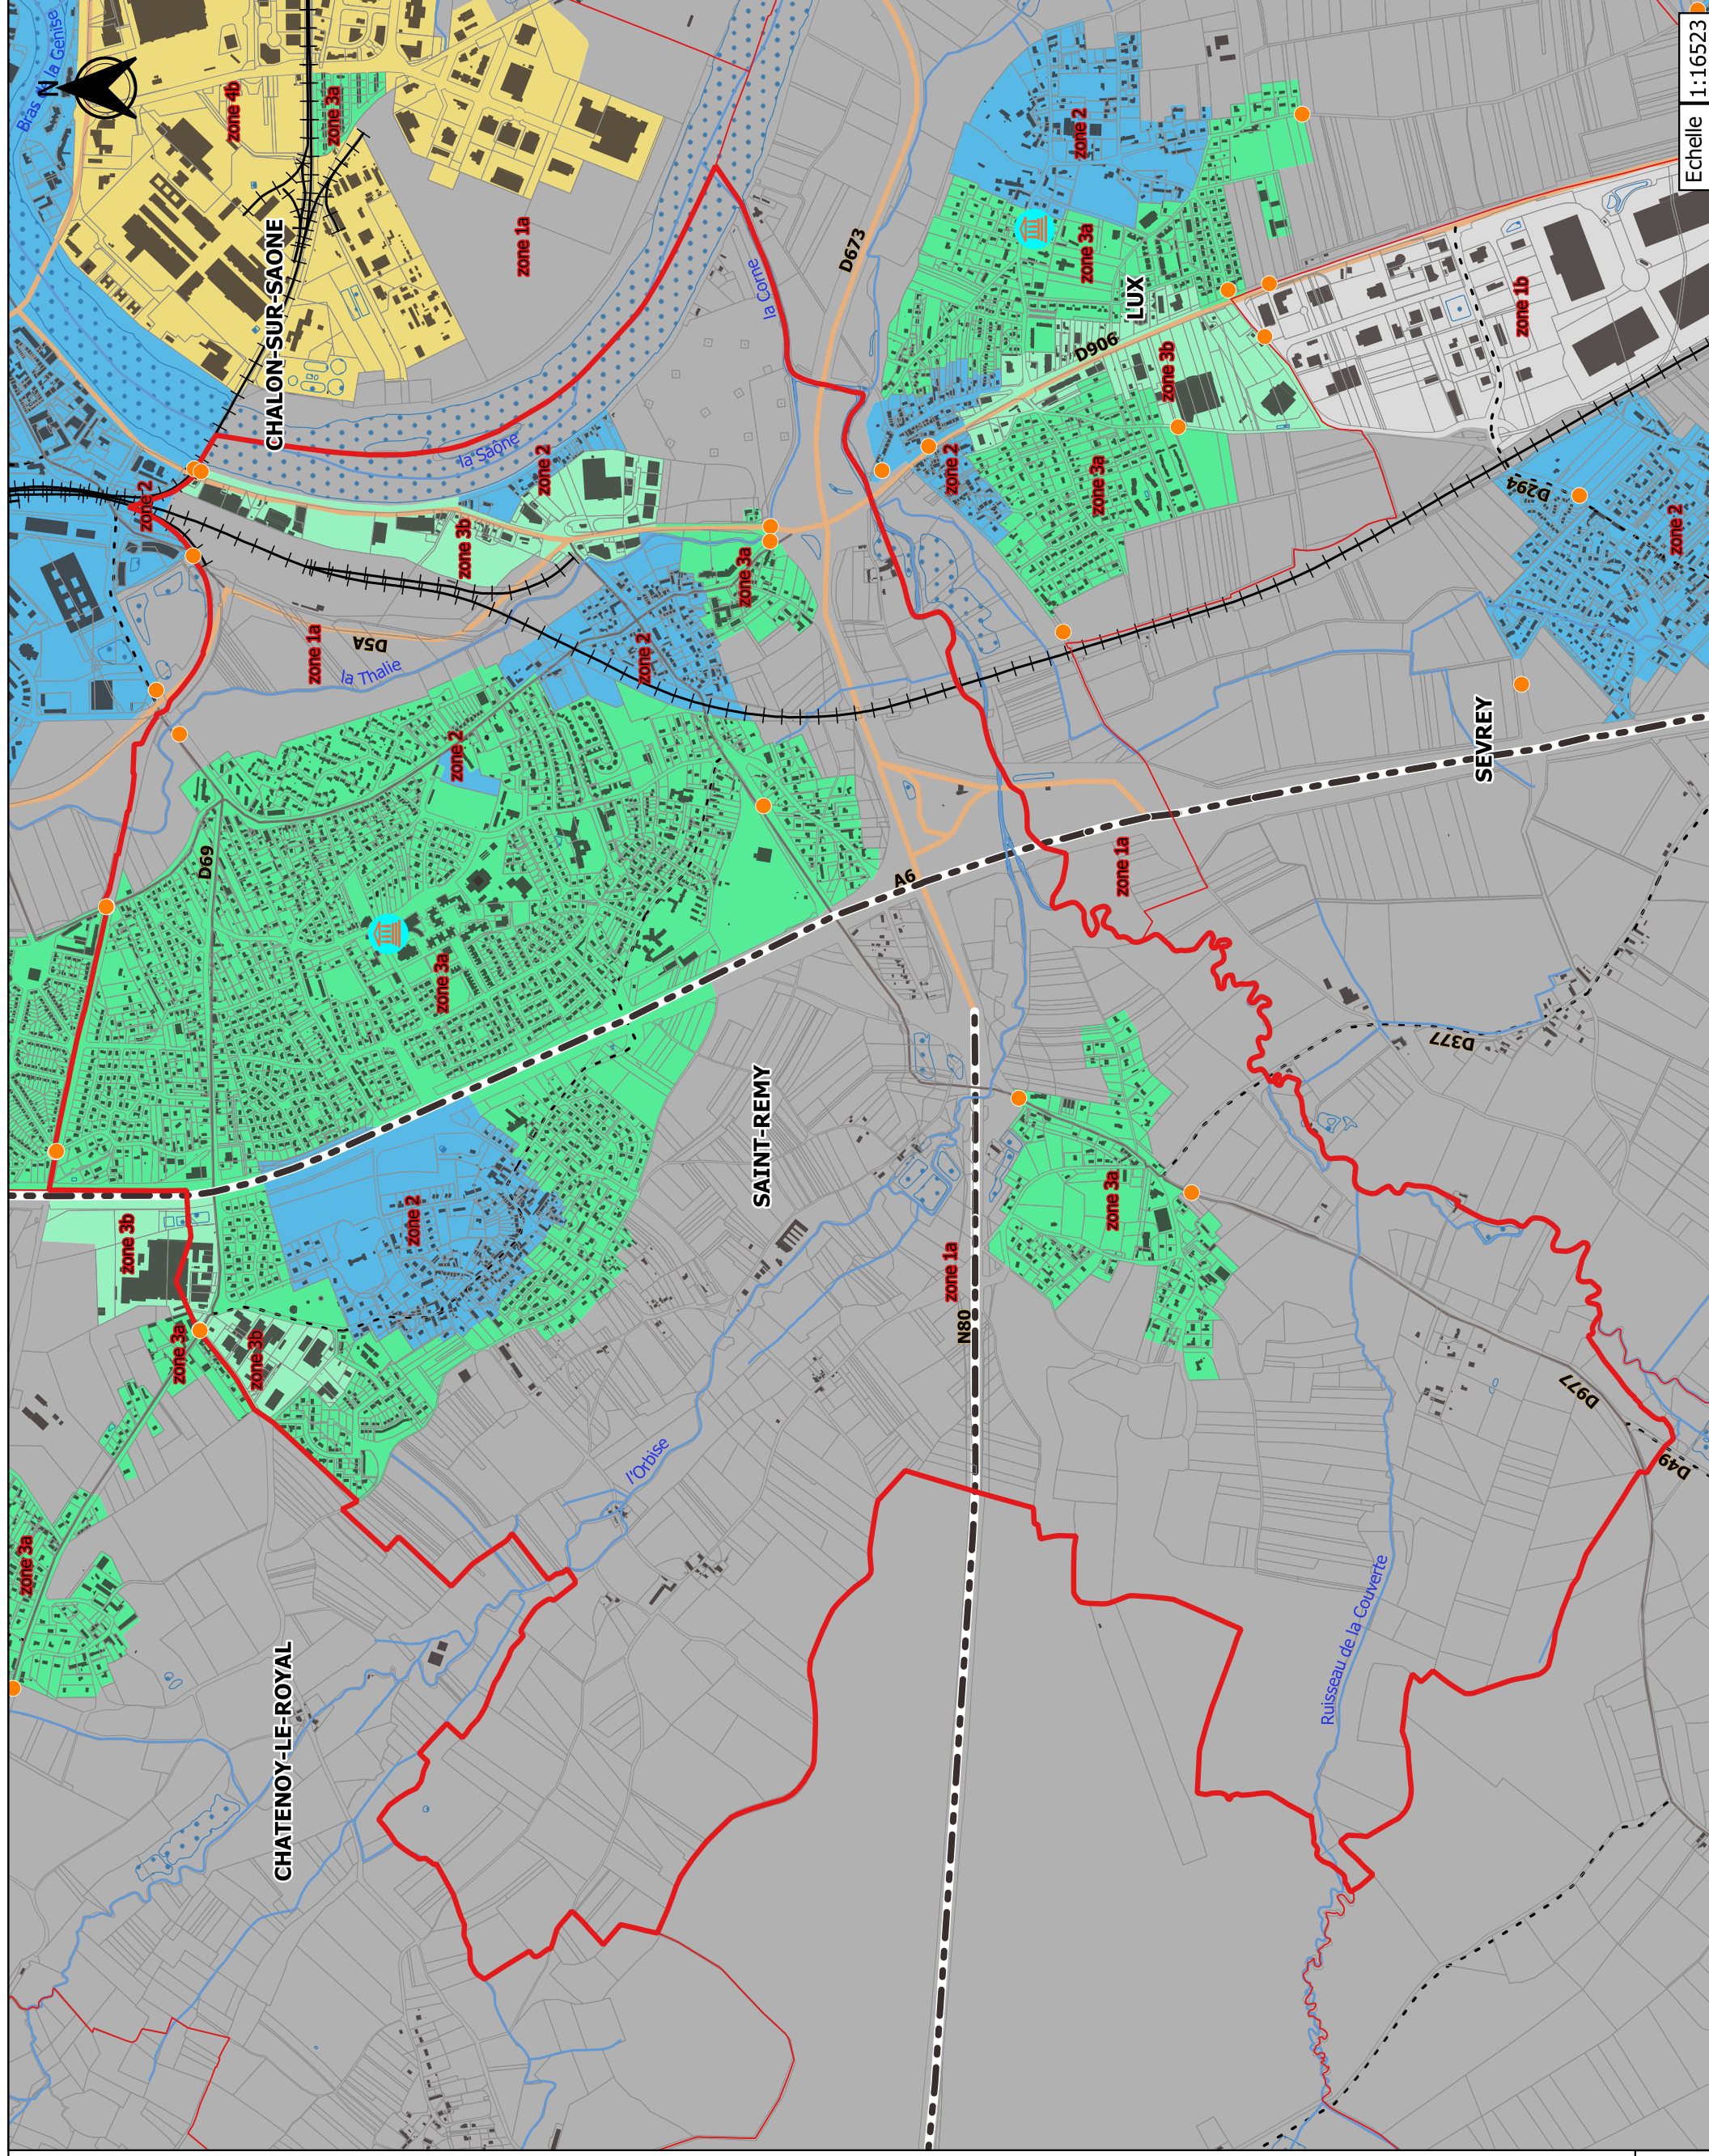 zone 3a
Bras de la Genise
N
zone 3b
zone 2
zone 3a
D69
zone 4b
zone 3b
CHALON-SUR-SAONE
CHATENOY-LE-ROYAL
zone 1a
zone 3a
D5A
la Thalie
zone 2
zone 3a
zone 2
zone 3b
la Saône
zone 1a
zone 2
l'Orbise
zone 2
zone 3a
SAINT-REMY
la Corne
D673
A6
zone 1a
zone 2
N80
zone 2
zone 3a
D906
zone 3a
zone 3a
zone 1a
LUX
zone 3b
Ruisseau de la Couverte
D377
SEVREY
zone 1b
D294
D977
zone 2
D49
Echelle 1:16523